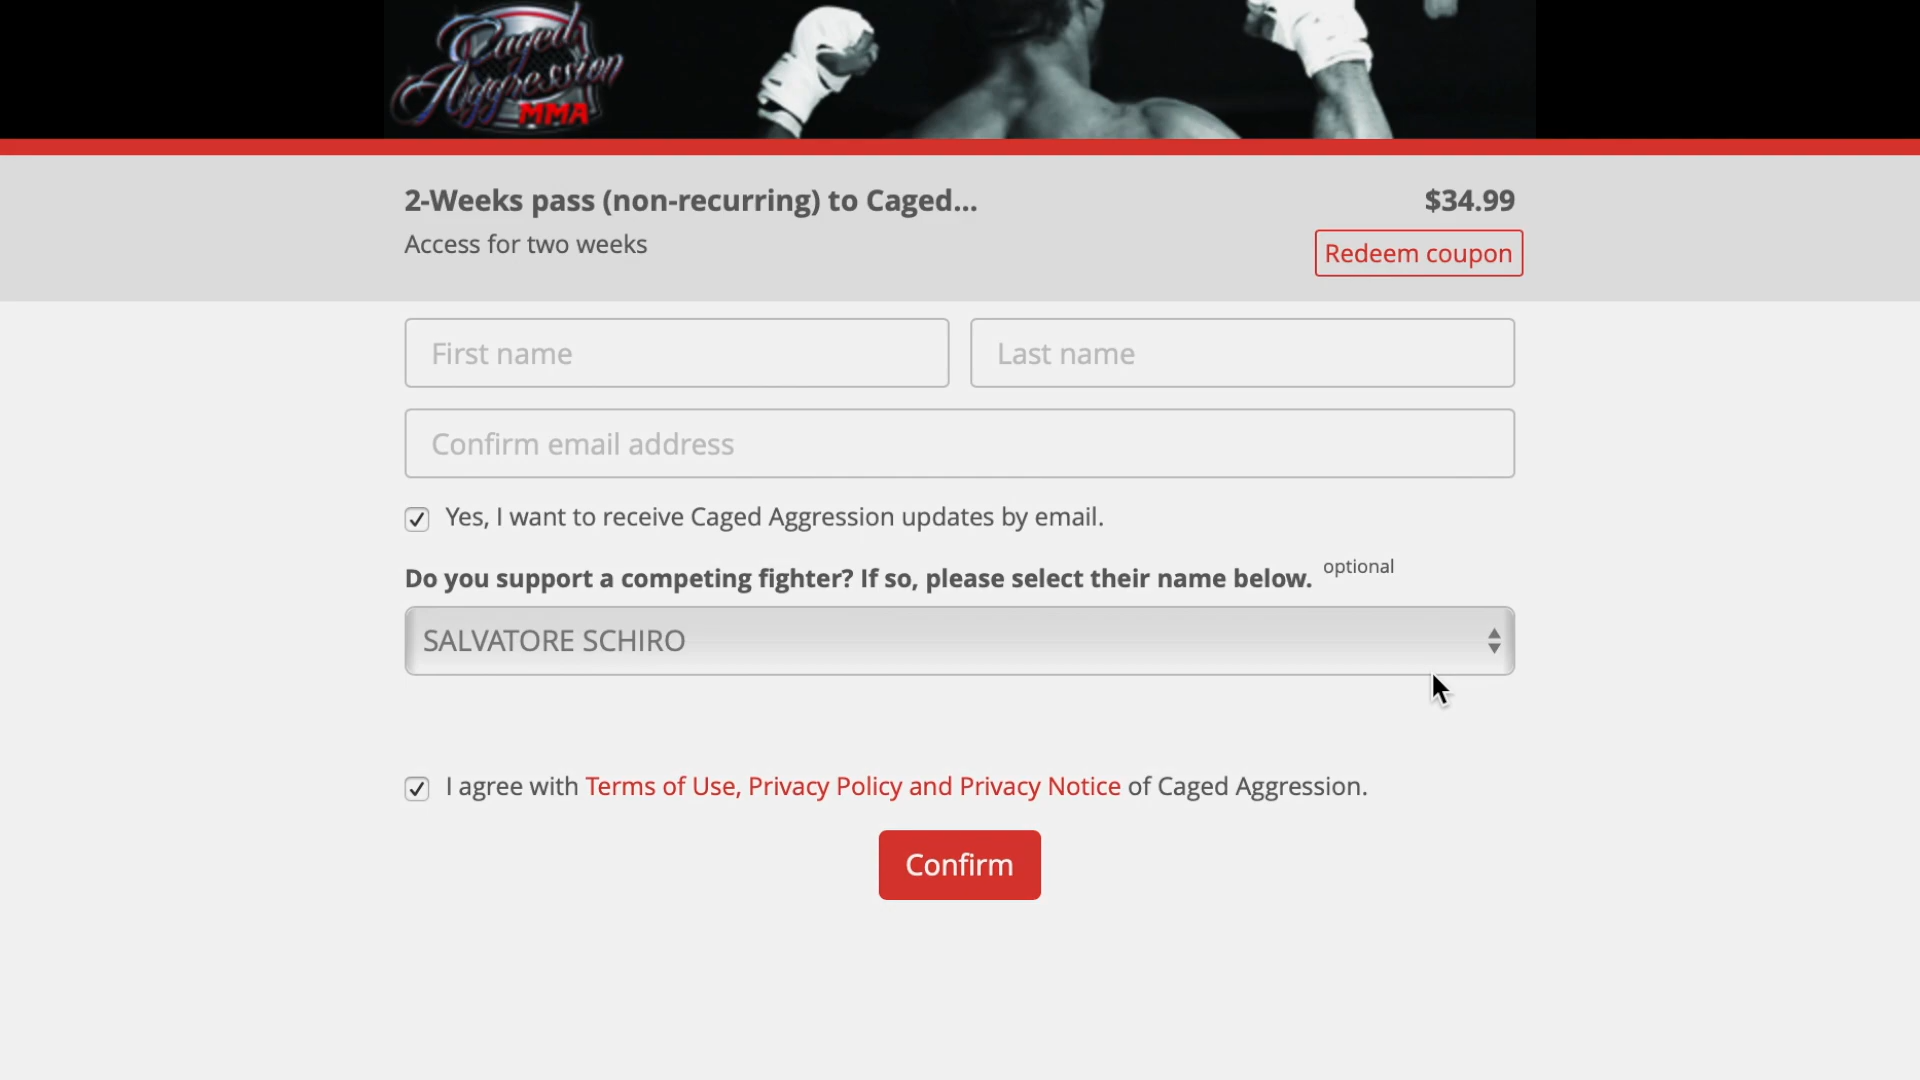 Caged
Aggression
MMA
2-Weeks pass (non-recurring) to Caged...
$34.99
Access for two weeks
Redeem coupon
First name
Last name
Confirm email address
Yes, I want to receive Caged Aggression updates by email.
Do you support a competing fighter? If so, please select their name below. optional
SALVATORE SCHIRO
I agree with Terms of Use, Privacy Policy and Privacy Notice of Caged Aggression.
Confirm